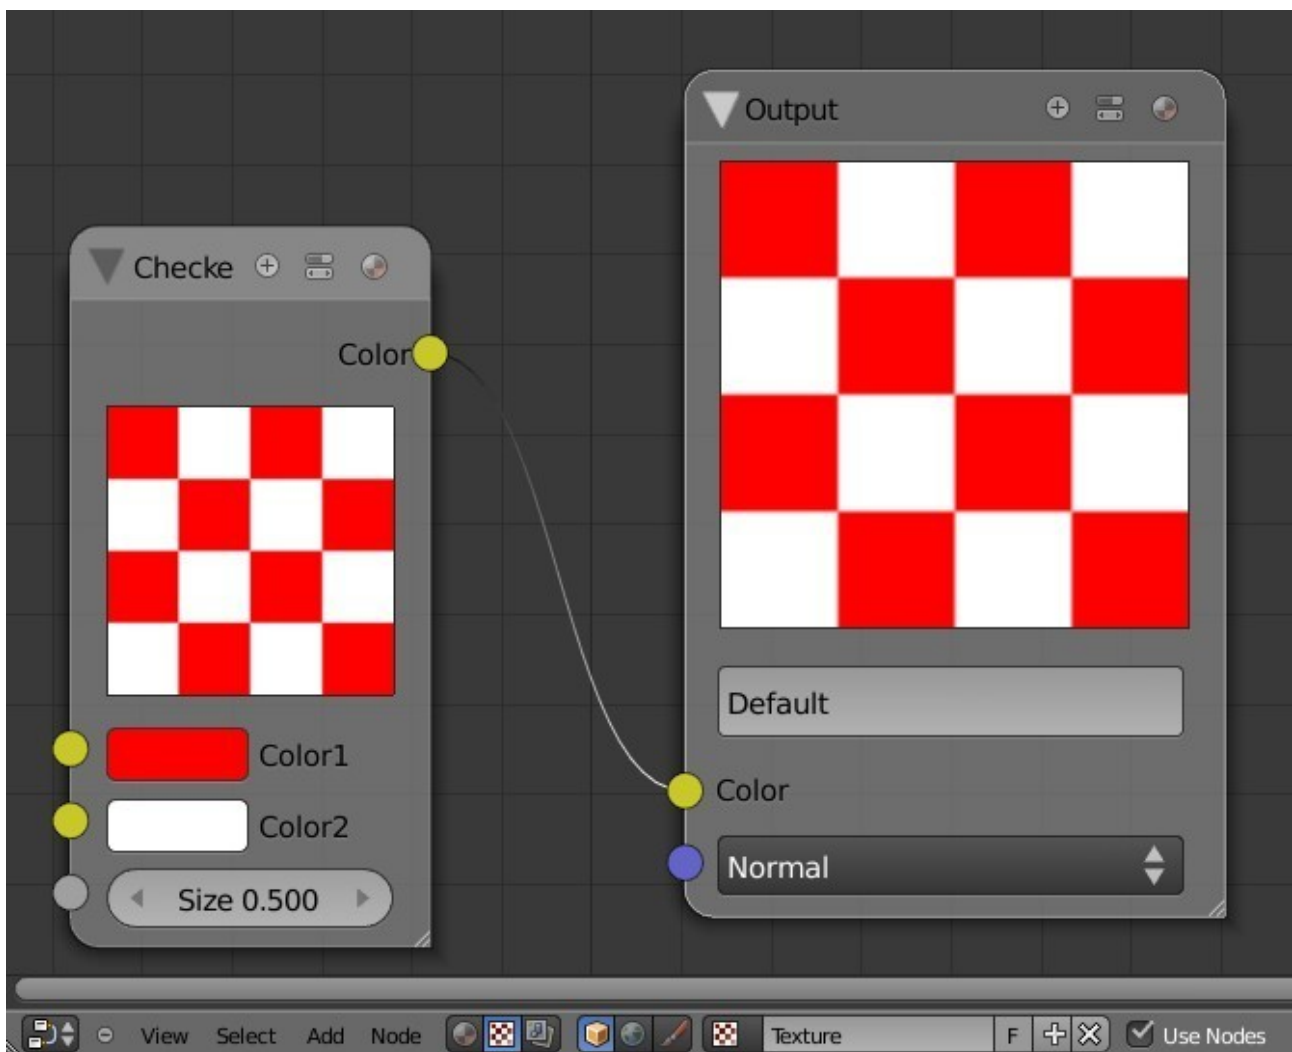 Output
Checke
Color
Default
Color1
Color
Color2
Normal
Size 0.500
View Select Add Node Texture F Use Nodes